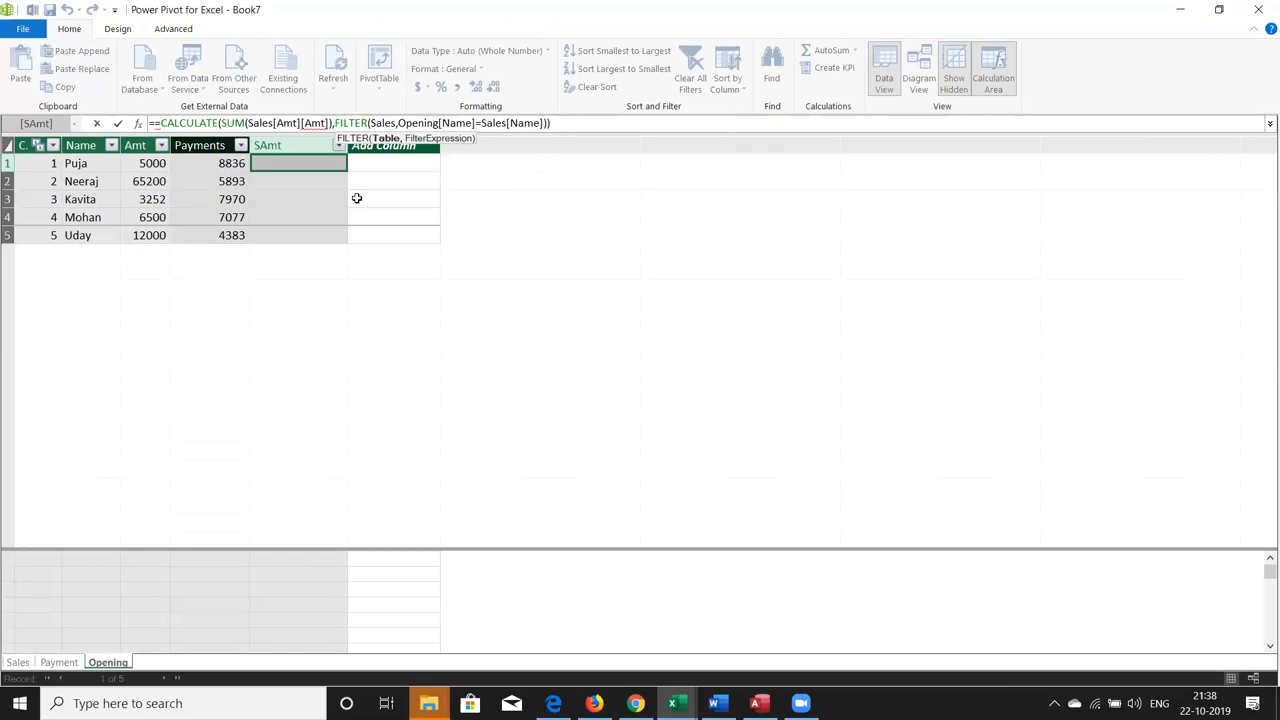 Power Pivot for Excel - Book7
File Home Design Advanced
Paste
Paste Append
Paste Replace
Copy
Clipboard
From Database
From Data Service
From Other Sources
Existing Connections
Get External Data
Refresh
PivotTable
Data Type : Auto (Whole Number)
Format : General
$ % ,
Formatting
Sort Smallest to Largest
Sort Largest to Smallest
Clear Sort
Clear All Filters
Sort by Column
Sort and Filter
Find
Find
AutoSum
Create KPI
Calculations
Data View
Diagram View
Show Hidden
Calculation Area
View
[SAmt] fx ==CALCULATE(SUM(Sales[Amt][Amt]),FILTER(Sales,Opening[Name]=Sales[Name]))
FILTER(Table, FilterExpression)
C. Name Amt Payments SAmt Add Column
1 1 Puja 5000 8836
2 2 Neeraj 65200 5893
3 3 Kavita 3252 7970
4 4 Mohan 6500 7077
5 5 Uday 12000 4383
Sales Payment Opening
Record: 1 of 5
Type here to search
ENG
21:38
22-10-2019